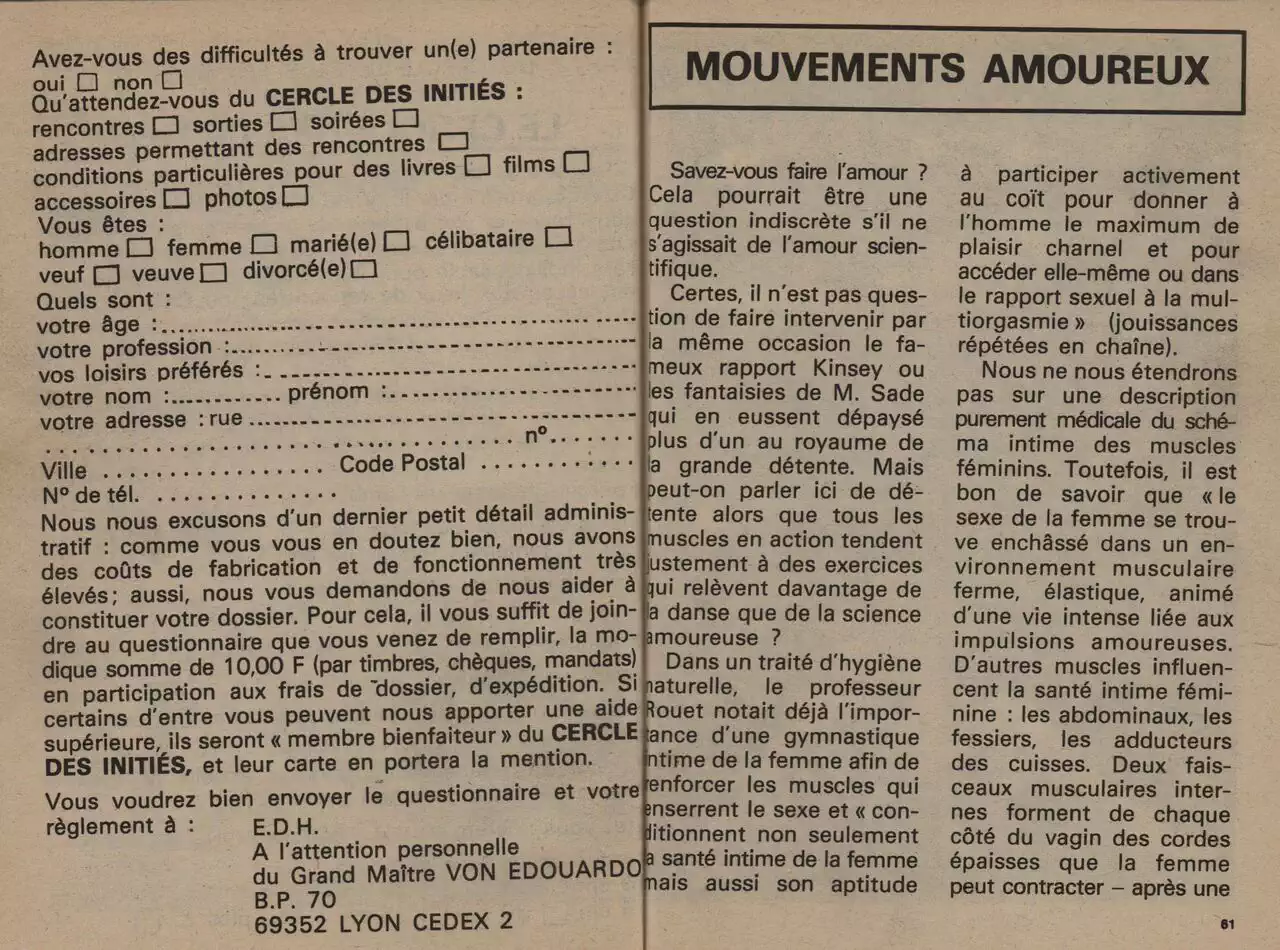 Avez-vous des difficultés à trouver un(e) partenaire :
oui □ non □
Qu'attendez-vous du CERCLE DES INITIÉS :
rencontres □ sorties □ soirées □
adresses permettant des rencontres □
conditions particulières pour des livres □ films □
accessoires □ photos □
Vous êtes :
homme □ femme □ marié(e) □ célibataire □
veuf □ veuve □ divorcé(e) □
Quels sont :
votre âge :
votre profession :
vos loisirs préférés :
votre nom :............ prénom :
votre adresse : rue
nº.......
Ville ................. Code Postal ............
Nº de tél. ..............
Nous nous excusons d'un dernier petit détail adminis-
tratif : comme vous vous en doutez bien, nous avons
des coûts de fabrication et de fonctionnement très
élevés; aussi, nous vous demandons de nous aider à
constituer votre dossier. Pour cela, il vous suffit de join-
dre au questionnaire que vous venez de remplir, la mo-
dique somme de 10,00 F (par timbres, chèques, mandats)
en participation aux frais de dossier, d'expédition. Si
certains d'entre vous peuvent nous apporter une aide
supérieure, ils seront « membre bienfaiteur » du CERCLE
DES INITIÉS, et leur carte en portera la mention.
Vous voudrez bien envoyer le questionnaire et votre
règlement à :
E.D.H.
A l'attention personnelle
du Grand Maître VON EDOUARDO
B.P. 70
69352 LYON CEDEX 2
MOUVEMENTS AMOUREUX
Savez-vous faire l'amour ?
Cela pourrait être une
question indiscrète s'il ne
s'agissait de l'amour scien-
tifique.
Certes, il n'est pas ques-
tion de faire intervenir par
la même occasion le fa-
meux rapport Kinsey ou
les fantaisies de M. Sade
qui en eussent dépaysé
plus d'un au royaume de
la grande détente. Mais
peut-on parler ici de dé-
tente alors que tous les
muscles en action tendent
justement à des exercices
qui relèvent davantage de
la danse que de la science
amoureuse ?
Dans un traité d'hygiène
naturelle, le professeur
Rouet notait déjà l'impor-
tance d'une gymnastique
intime de la femme afin de
renforcer les muscles qui
enserrent le sexe et « con-
ditionnent non seulement
la santé intime de la femme
mais aussi son aptitude
à participer activement
au coït pour donner à
l'homme le maximum de
plaisir charnel et pour
accéder elle-même ou dans
le rapport sexuel à la mul-
tiorgasmie » (jouissances
répétées en chaîne).
Nous ne nous étendrons
pas sur une description
purement médicale du sché-
ma intime des muscles
féminins. Toutefois, il est
bon de savoir que « le
sexe de la femme se trou-
ve enchâssé dans un en-
vironnement musculaire
ferme, élastique, animé
d'une vie intense liée aux
impulsions amoureuses.
D'autres muscles influen-
cent la santé intime fémi-
nine : les abdominaux, les
fessiers, les adducteurs
des cuisses. Deux fais-
ceaux musculaires inter-
nes forment de chaque
côté du vagin des cordes
épaisses que la femme
peut contracter – après une
61